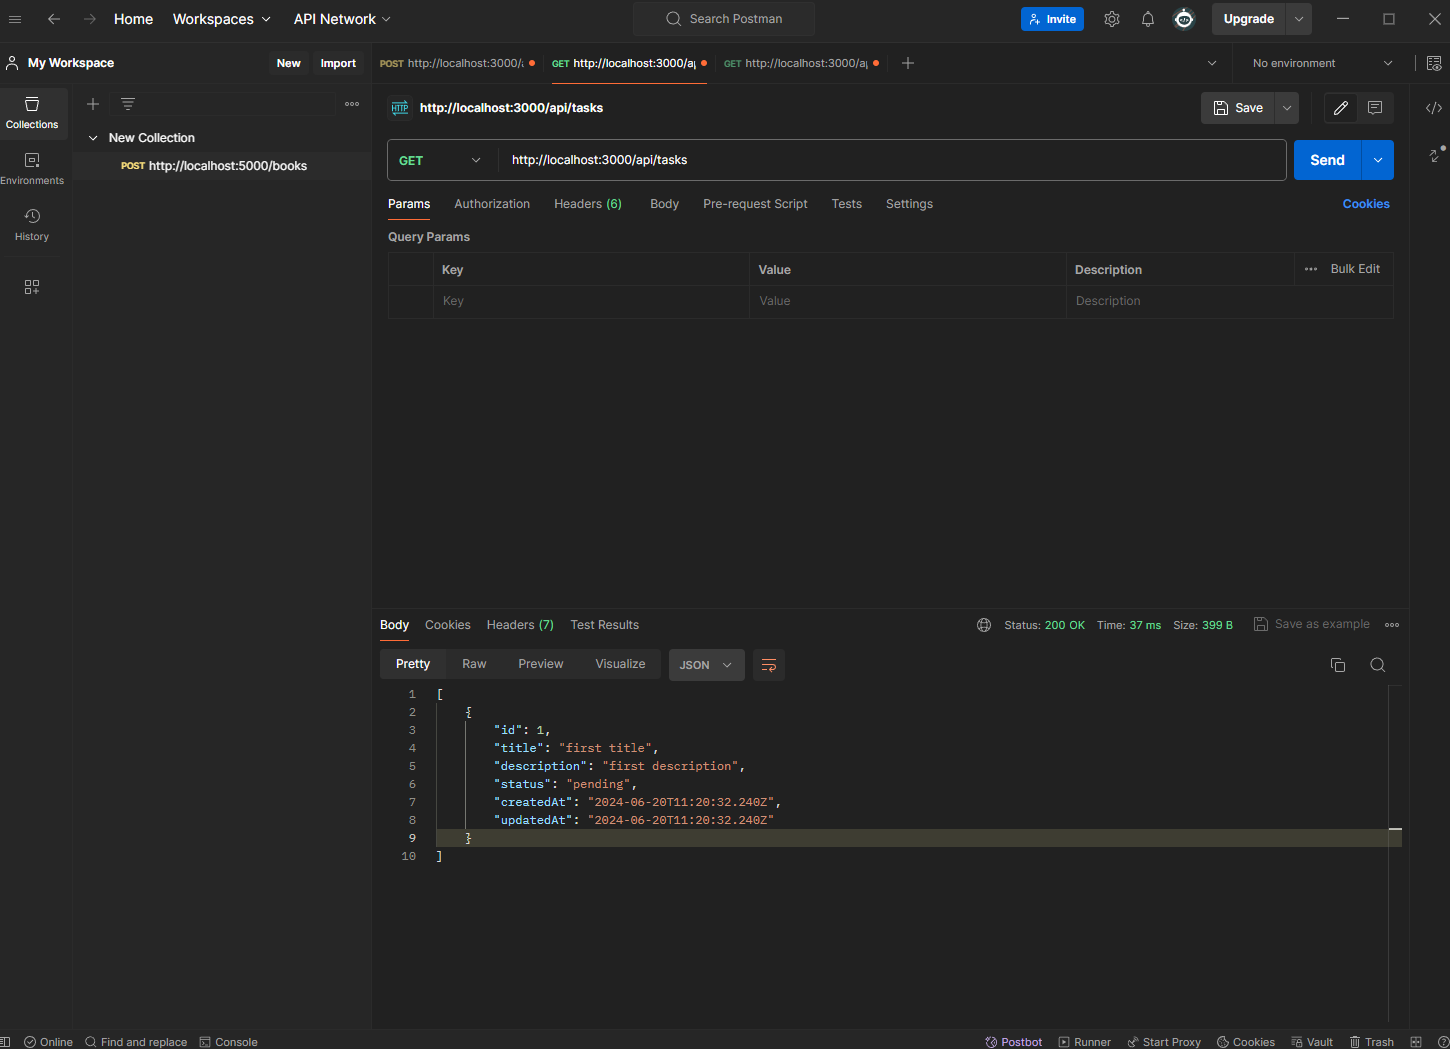 Home Workspaces API Network Search Postman Invite Upgrade
My Workspace New Import
POST http://localhost:3000/ GET http://localhost:3000/a GET http://localhost:3000/a No environment
Collections
Environments
History
New Collection
POST http://localhost:5000/books
HTTP http://localhost:3000/api/tasks Save
GET http://localhost:3000/api/tasks Send
Params Authorization Headers (6) Body Pre-request Script Tests Settings Cookies
Query Params
Key Value Description Bulk Edit
Key Value Description
Body Cookies Headers (7) Test Results Status: 200 OK Time: 37 ms Size: 399 B Save as example
Pretty Raw Preview Visualize JSON
1 [
2 {
3 "id": 1,
4 "title": "first title",
5 "description": "first description",
6 "status": "pending",
7 "createdAt": "2024-06-20T11:20:32.240Z",
8 "updatedAt": "2024-06-20T11:20:32.240Z"
9 }
10 ]
Online Find and replace Console Postbot Runner Start Proxy Cookies Vault Trash